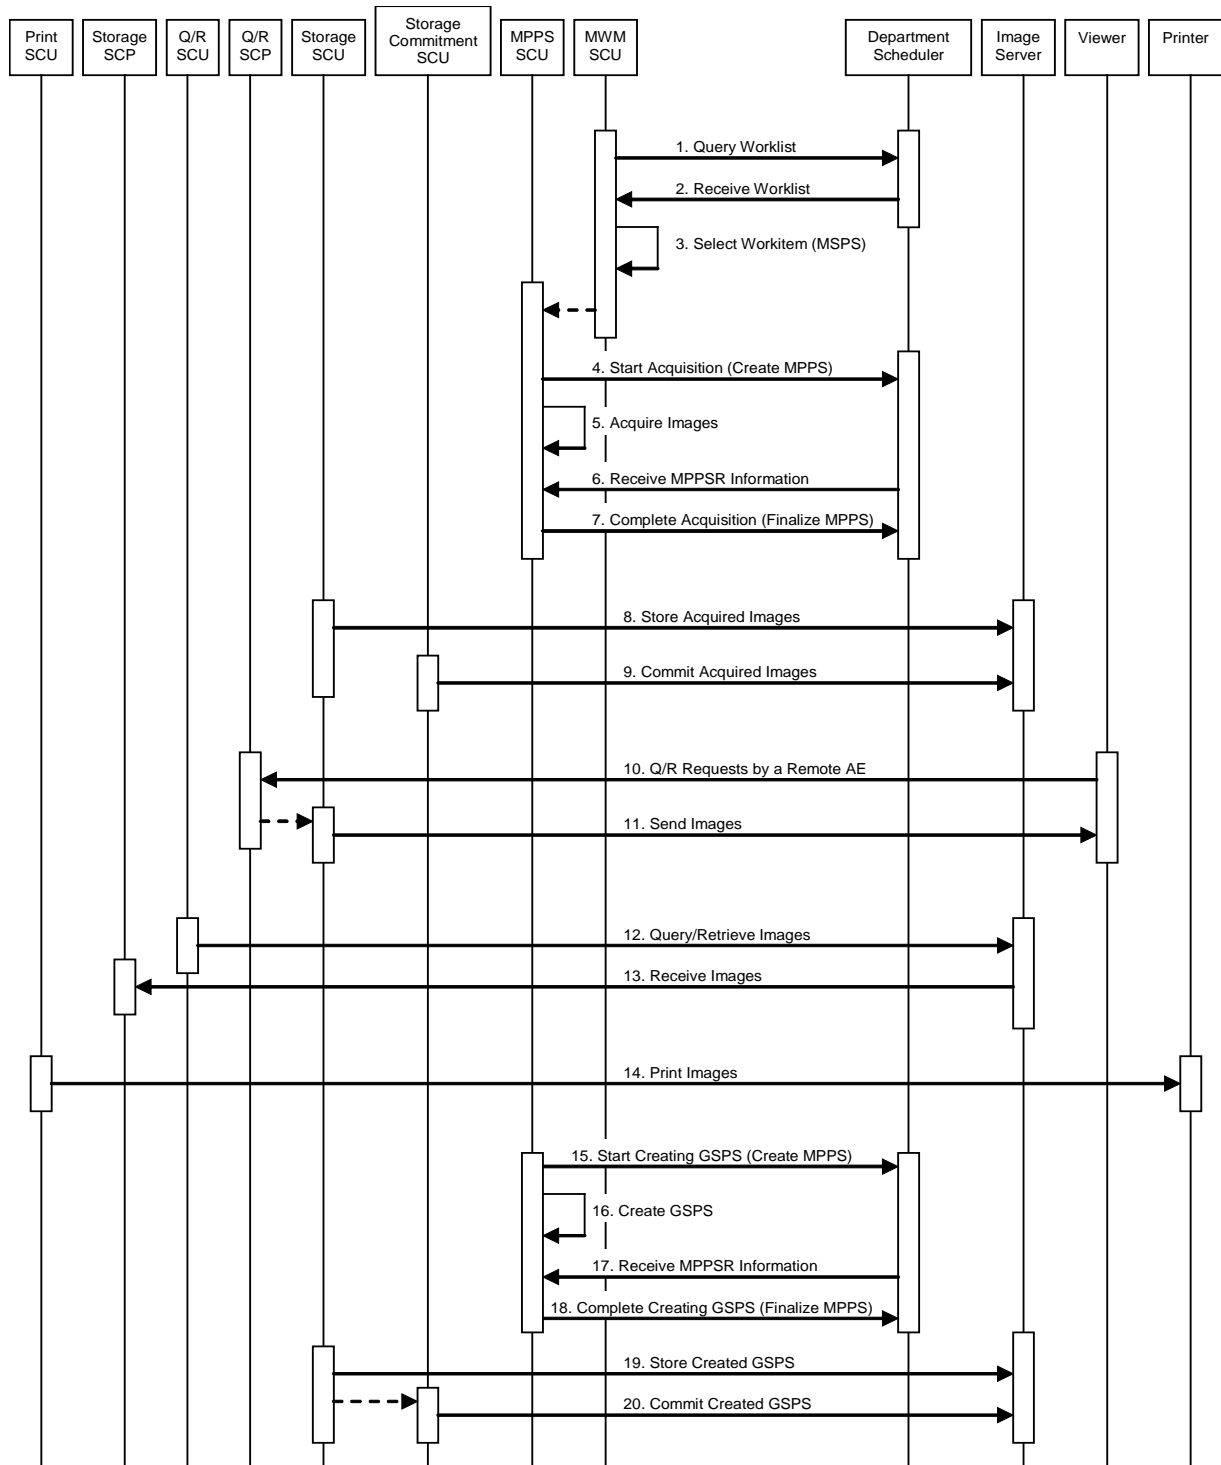 Print
SCU
Storage
SCP
Q/R
SCU
Q/R
SCP
Storage
SCU
Storage
Commitment
SCU
MPPS
SCU
MWM
SCU
Department
Scheduler
Image
Server
Viewer
Printer
1. Query Worklist
2. Receive Worklist
3. Select Workitem (MSPS)
4. Start Acquisition (Create MPPS)
5. Acquire Images
6. Receive MPPSR Information
7. Complete Acquisition (Finalize MPPS)
8. Store Acquired Images
9. Commit Acquired Images
10. Q/R Requests by a Remote AE
11. Send Images
12. Query/Retrieve Images
13. Receive Images
14. Print Images
15. Start Creating GSPS (Create MPPS)
16. Create GSPS
17. Receive MPPSR Information
18. Complete Creating GSPS (Finalize MPPS)
19. Store Created GSPS
20. Commit Created GSPS